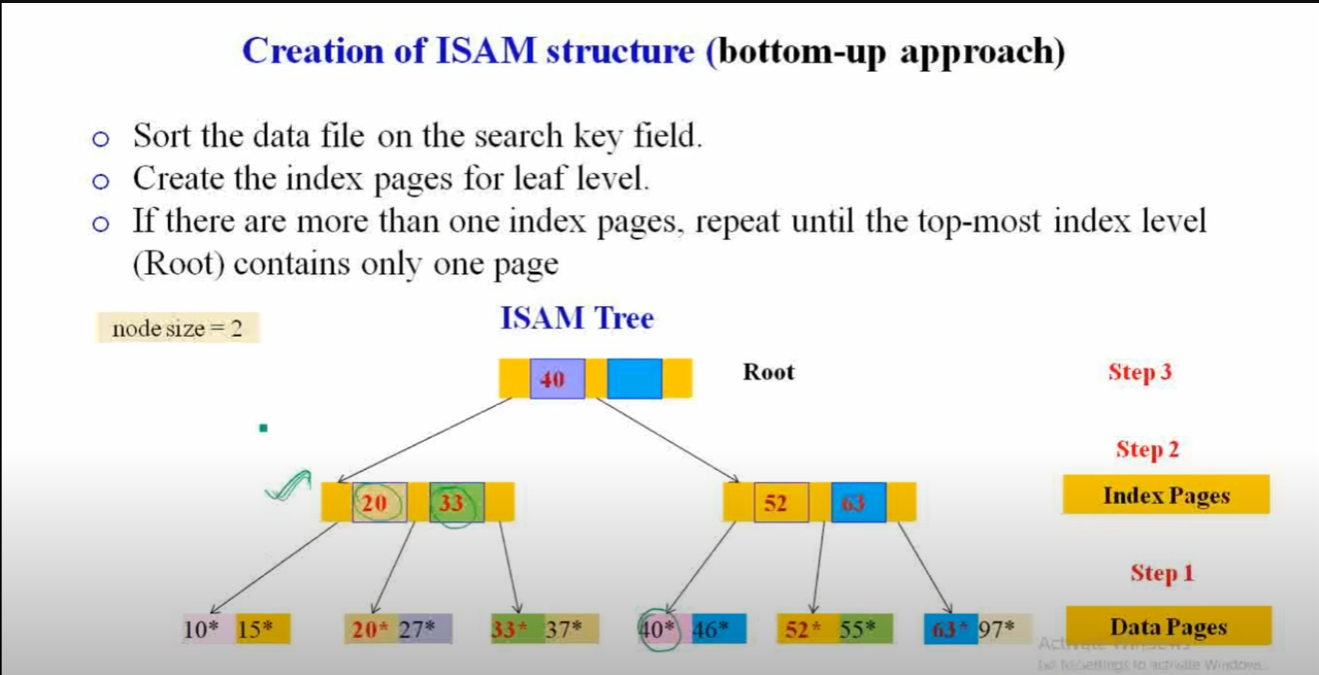 Creation of ISAM structure (bottom-up approach)
o Sort the data file on the search key field.
o Create the index pages for leaf level.
o If there are more than one index pages, repeat until the top-most index level
(Root) contains only one page
node size = 2
ISAM Tree
40
Root
Step 3
Step 2
20 33
52 63
Index Pages
Step 1
10* 15*
20* 27*
33* 37*
40* 46*
52* 55*
63* 97*
Data Pages
Activate Windows
to Settings to activate Windows.